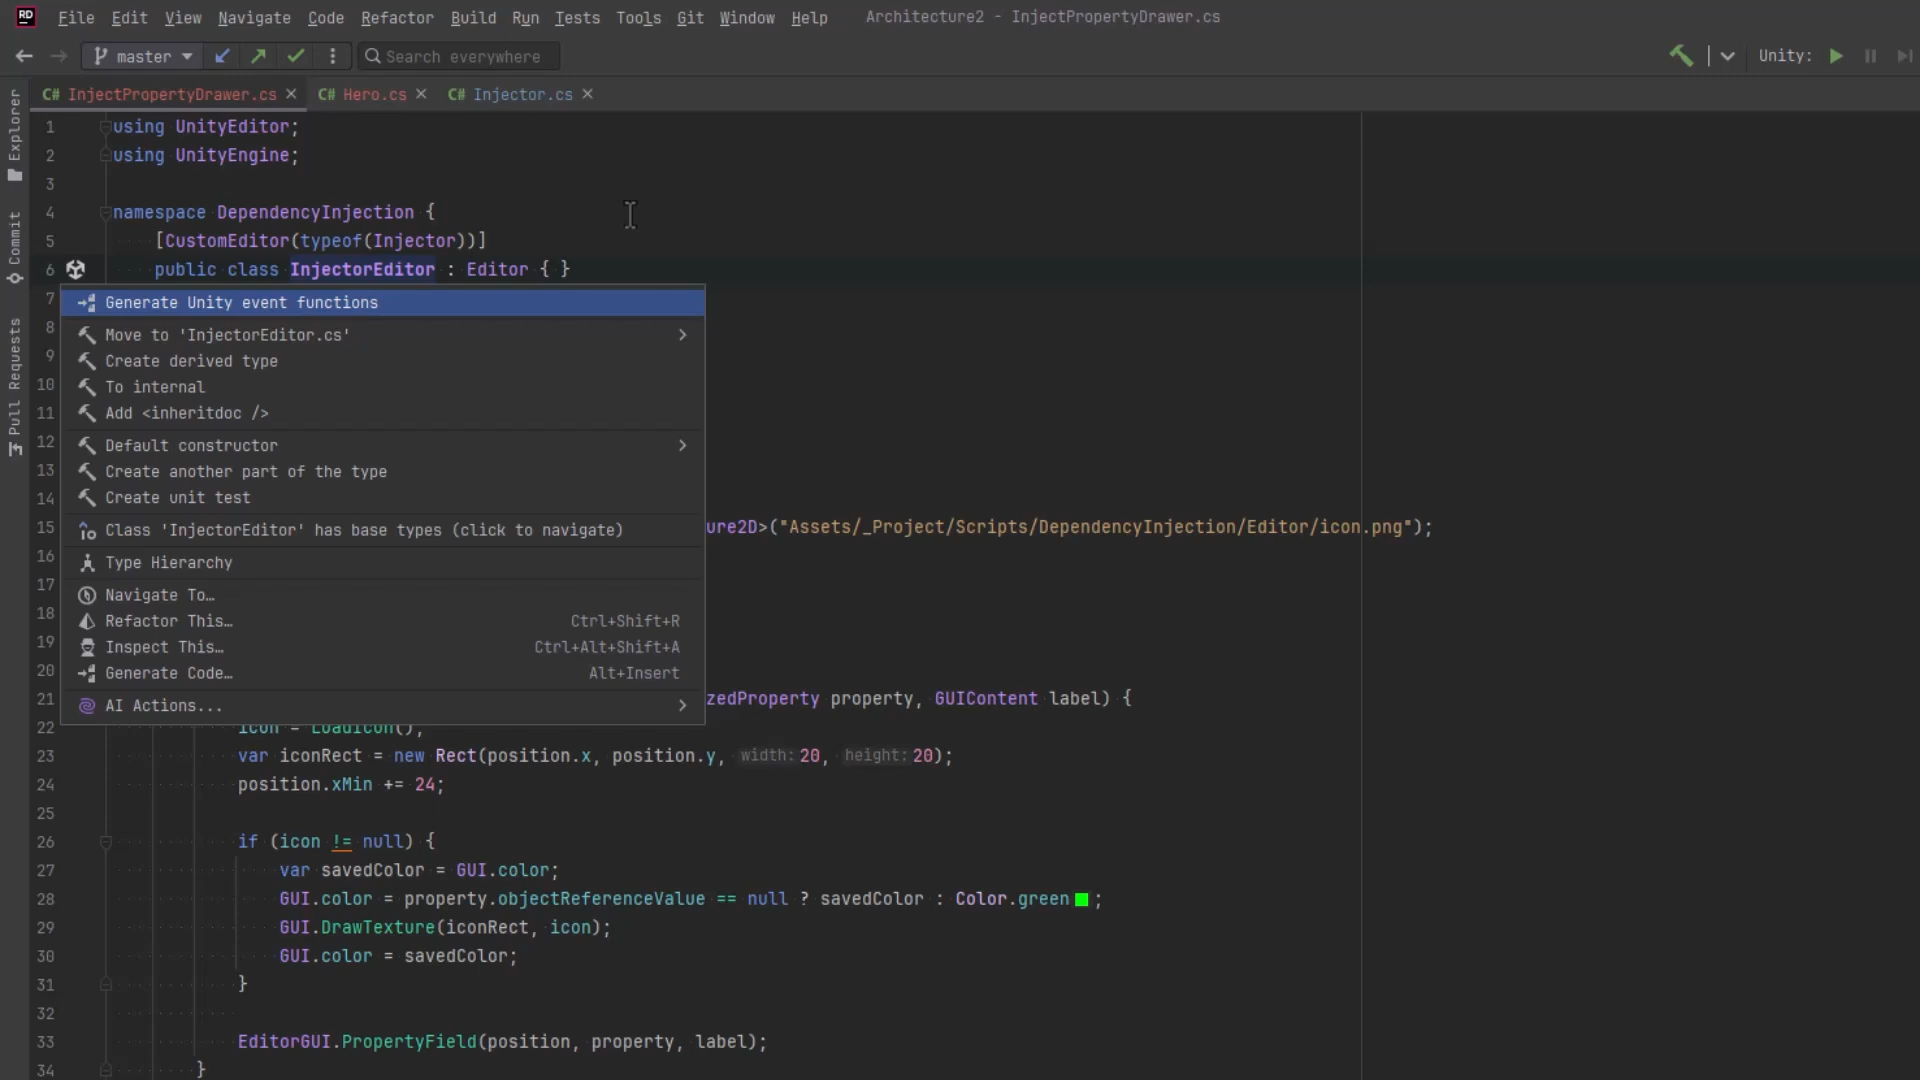 RD File Edit View Navigate Code Refactor Build Run Tests Tools Git Window Help Architecture2 - InjectPropertyDrawer.cs
master Search everywhere Unity:
C# InjectPropertyDrawer.cs C# Hero.cs C# Injector.cs
Explorer
Commit
Pull Requests
1 using UnityEditor;
2 using UnityEngine;
3
4 namespace DependencyInjection {
5 [CustomEditor(typeof(Injector))]
6 public class InjectorEditor : Editor { }
7 Generate Unity event functions
8 Move to 'InjectorEditor.cs'
9 Create derived type
10 To internal
11 Add <inheritdoc />
12 Default constructor
13 Create another part of the type
14 Create unit test
15 ure2D>("Assets/_Project/Scripts/DependencyInjection/Editor/icon.png");
Class 'InjectorEditor' has base types (click to navigate)
16 Type Hierarchy
17 Navigate To…
18 Refactor This… Ctrl+Shift+R
19 Inspect This… Ctrl+Alt+Shift+A
20 Generate Code… Alt+Insert
21 zedProperty property, GUIContent label) {
AI Actions...
22 icon = LoadIcon();
23 var iconRect = new Rect(position.x, position.y, width: 20, height: 20);
24 position.xMin += 24;
25
26 if (icon != null) {
27 var savedColor = GUI.color;
28 GUI.color = property.objectReferenceValue == null ? savedColor : Color.green ;
29 GUI.DrawTexture(iconRect, icon);
30 GUI.color = savedColor;
31 }
32
33 EditorGUI.PropertyField(position, property, label);
34 }